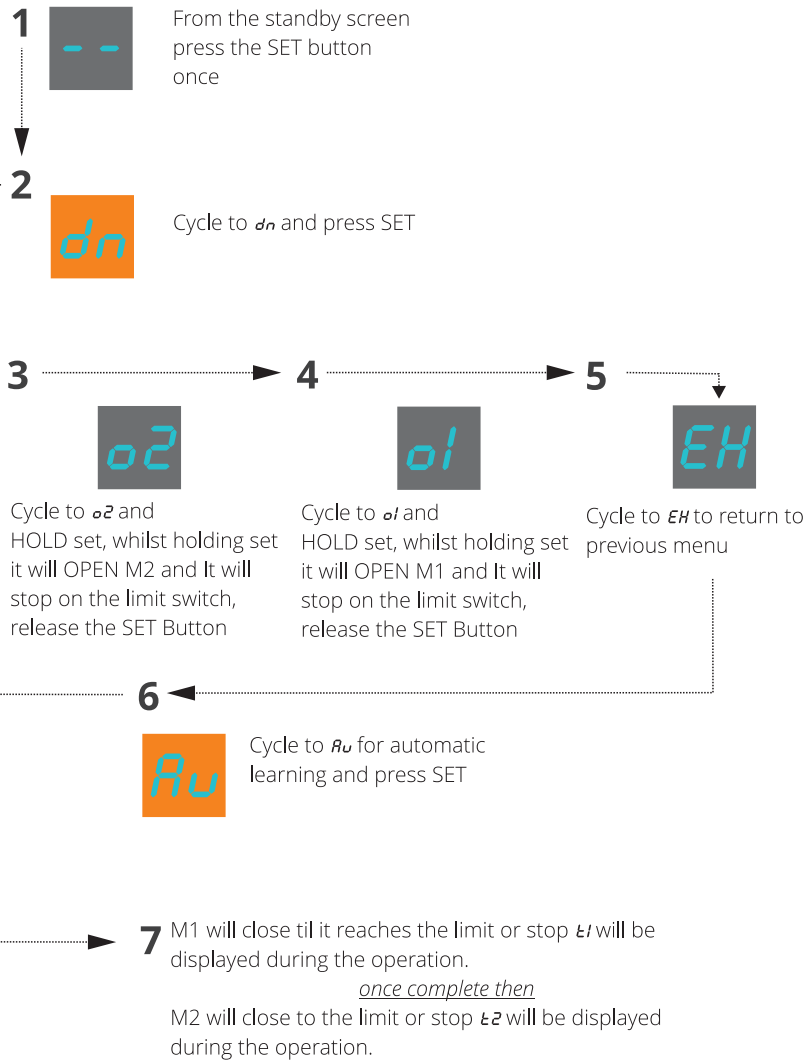 1
- -
From the standby screen
press the SET button
once
2
dn
Cycle to dn and press SET
3
o2
Cycle to o2 and
HOLD set, whilst holding set
it will OPEN M2 and It will
stop on the limit switch,
release the SET Button
4
o1
Cycle to o1 and
HOLD set, whilst holding set
it will OPEN M1 and It will
stop on the limit switch,
release the SET Button
5
EH
Cycle to EH to return to
previous menu
6
Au
Cycle to Au for automatic
learning and press SET
7
M1 will close til it reaches the limit or stop t1 will be
displayed during the operation.
once complete then
M2 will close to the limit or stop t2 will be displayed
during the operation.